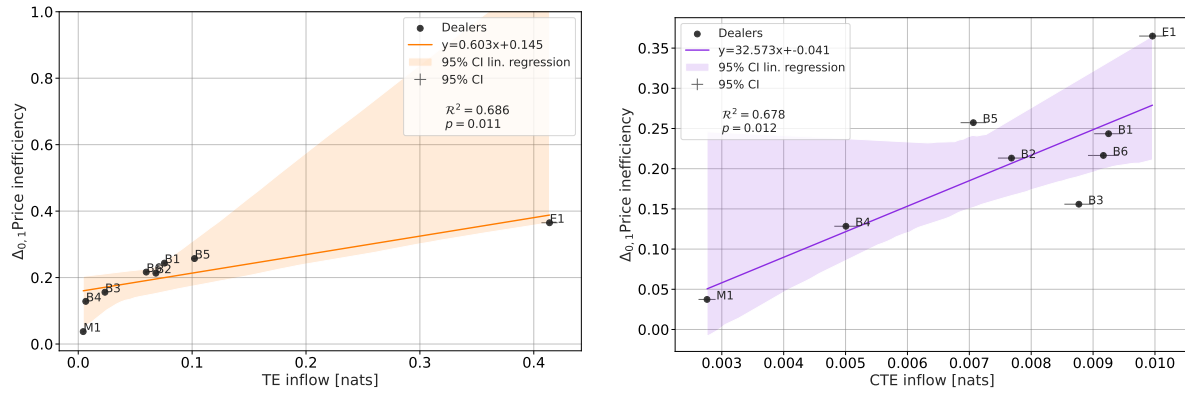 1.0
0.8
0.6
0.4
0.2
0.0
Δ0,1Price inefficiency
Dealers
y=0.603x+0.145
95% CI lin. regression
95% CI
R² = 0.686
p = 0.011
E1
B5
B1
B6
B2
B3
B4
M1
0.0 0.1 0.2 0.3 0.4
TE inflow [nats]
0.35
0.30
0.25
0.20
0.15
0.10
0.05
0.00
Δ0,1Price inefficiency
Dealers
y=32.573x+-0.041
95% CI lin. regression
95% CI
R² = 0.678
p = 0.012
E1
B5
B1
B6
B2
B3
B4
M1
0.003 0.004 0.005 0.006 0.007 0.008 0.009 0.010
CTE inflow [nats]